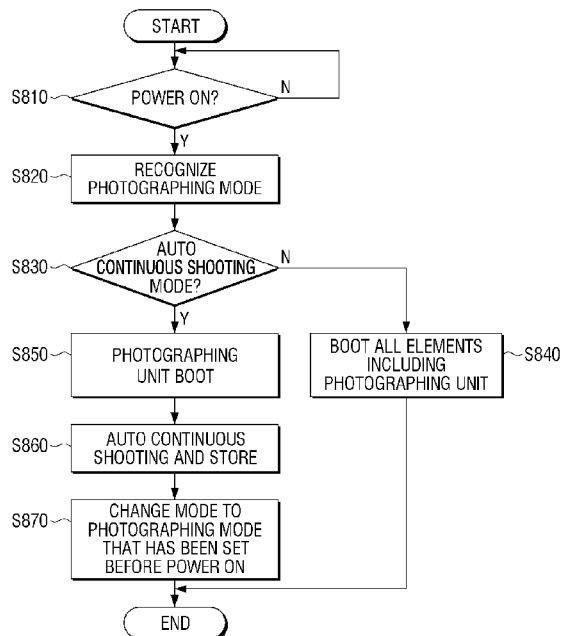 START
S810
POWER ON?
N
Y
S820
RECOGNIZE
PHOTOGRAPHING MODE
S830
AUTO
CONTINUOUS SHOOTING
MODE?
N
Y
S850
PHOTOGRAPHING
UNIT BOOT
BOOT ALL ELEMENTS
INCLUDING
PHOTOGRAPHING UNIT
S840
S860
AUTO CONTINUOUS
SHOOTING AND STORE
S870
CHANGE MODE TO
PHOTOGRAPHING MODE
THAT HAS BEEN SET
BEFORE POWER ON
END